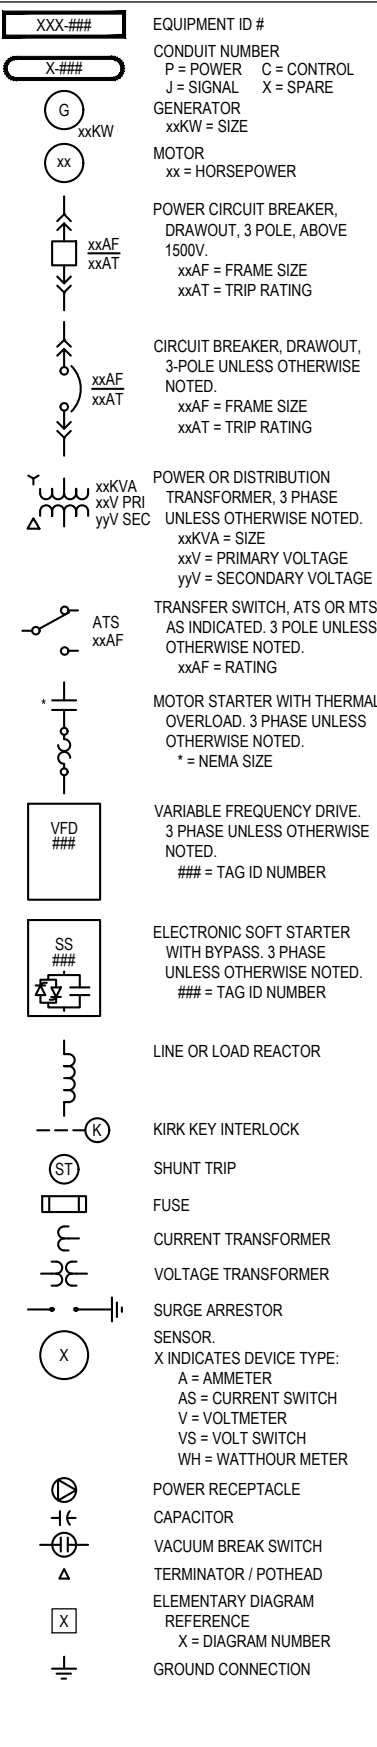 XXX-###
EQUIPMENT ID #
X-###
CONDUIT NUMBER
P = POWER C = CONTROL
J = SIGNAL X = SPARE
G
xxKW
GENERATOR
xxKW = SIZE
xx
MOTOR
xx = HORSEPOWER
xxAF
xxAT
POWER CIRCUIT BREAKER,
DRAWOUT, 3 POLE, ABOVE
1500V.
xxAF = FRAME SIZE
xxAT = TRIP RATING
xxAF
xxAT
CIRCUIT BREAKER, DRAWOUT,
3-POLE UNLESS OTHERWISE
NOTED.
xxAF = FRAME SIZE
xxAT = TRIP RATING
xxKVA
xxV PRI
yyV SEC
POWER OR DISTRIBUTION
TRANSFORMER, 3 PHASE
UNLESS OTHERWISE NOTED.
xxKVA = SIZE
xxV = PRIMARY VOLTAGE
yyV = SECONDARY VOLTAGE
ATS
xxAF
TRANSFER SWITCH, ATS OR MTS
AS INDICATED. 3 POLE UNLESS
OTHERWISE NOTED.
xxAF = RATING
*
MOTOR STARTER WITH THERMAL
OVERLOAD. 3 PHASE UNLESS
OTHERWISE NOTED.
* = NEMA SIZE
VFD
###
VARIABLE FREQUENCY DRIVE.
3 PHASE UNLESS OTHERWISE
NOTED.
### = TAG ID NUMBER
SS
###
ELECTRONIC SOFT STARTER
WITH BYPASS. 3 PHASE
UNLESS OTHERWISE NOTED.
### = TAG ID NUMBER
LINE OR LOAD REACTOR
K
KIRK KEY INTERLOCK
ST
SHUNT TRIP
FUSE
CURRENT TRANSFORMER
VOLTAGE TRANSFORMER
SURGE ARRESTOR
X
SENSOR.
X INDICATES DEVICE TYPE:
A = AMMETER
AS = CURRENT SWITCH
V = VOLTMETER
VS = VOLT SWITCH
WH = WATTHOUR METER
POWER RECEPTACLE
CAPACITOR
VACUUM BREAK SWITCH
TERMINATOR / POTHEAD
X
ELEMENTARY DIAGRAM
REFERENCE
X = DIAGRAM NUMBER
GROUND CONNECTION